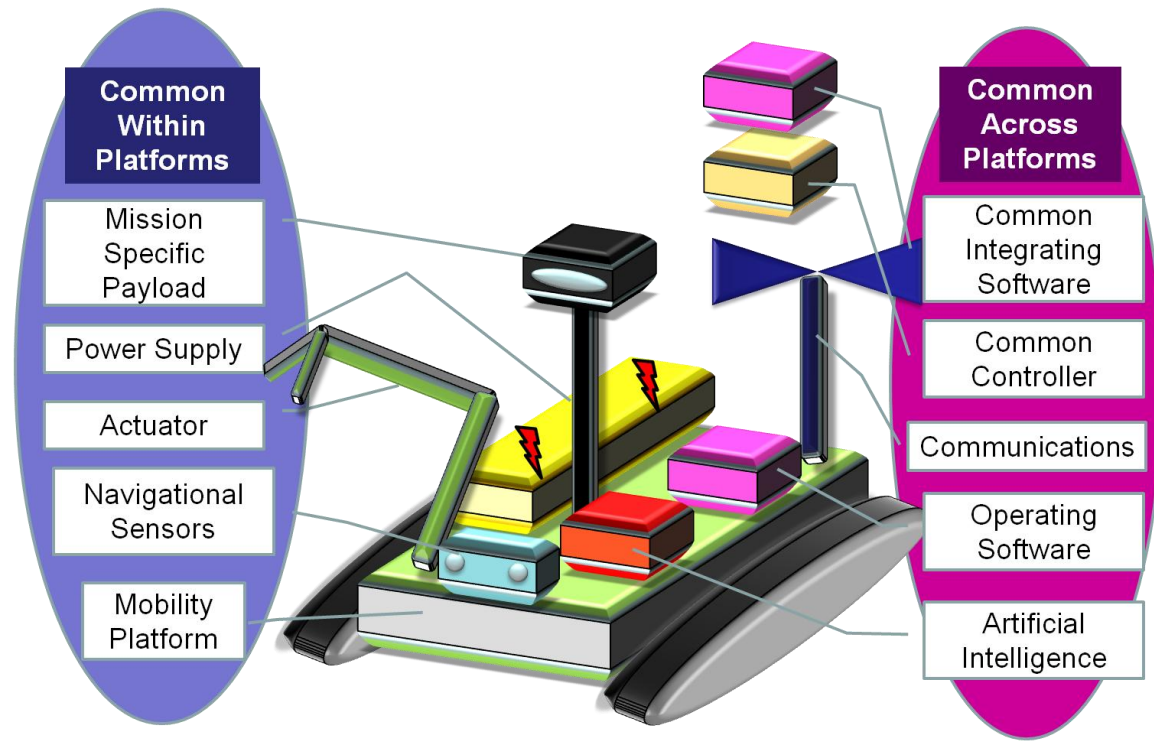 Common
Within
Platforms
Mission
Specific
Payload
Power Supply
Actuator
Navigational
Sensors
Mobility
Platform
Common
Across
Platforms
Common
Integrating
Software
Common
Controller
Communications
Operating
Software
Artificial
Intelligence